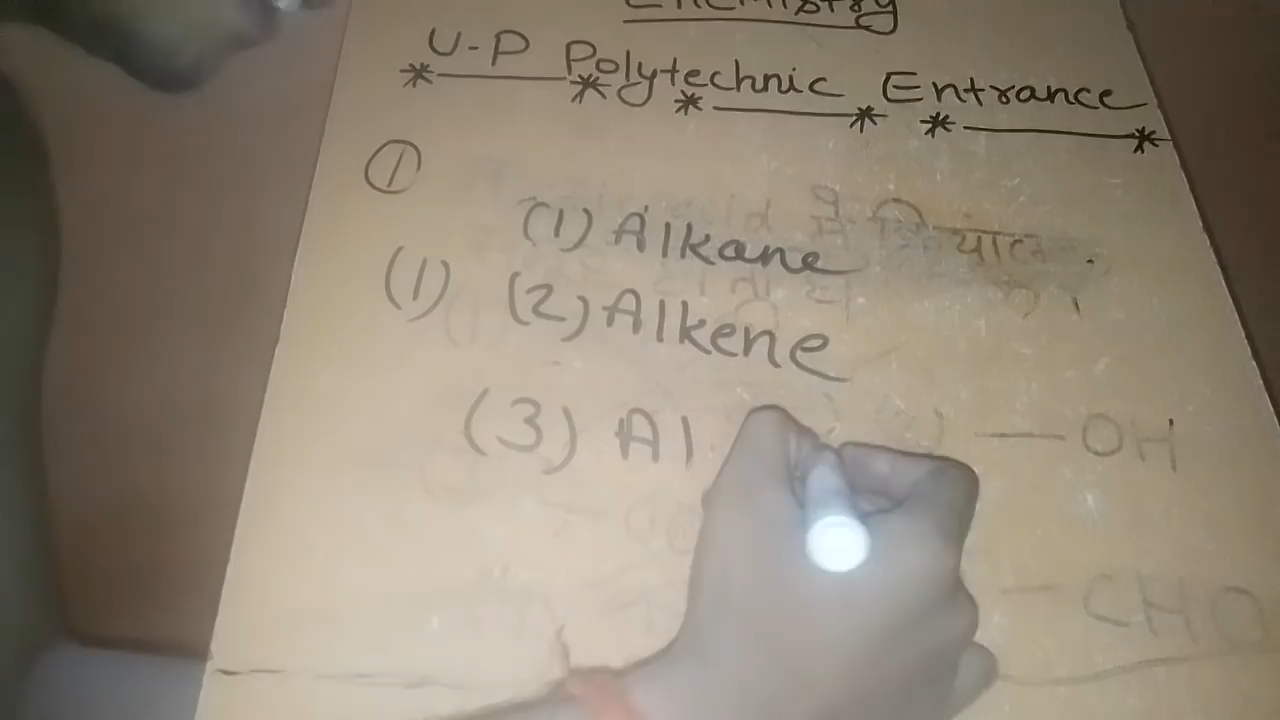 Chemistry
U-P Polytechnic Entrance
①
(1) Alkane
(1) (2) Alkene
(3) Al — OH
— CHO